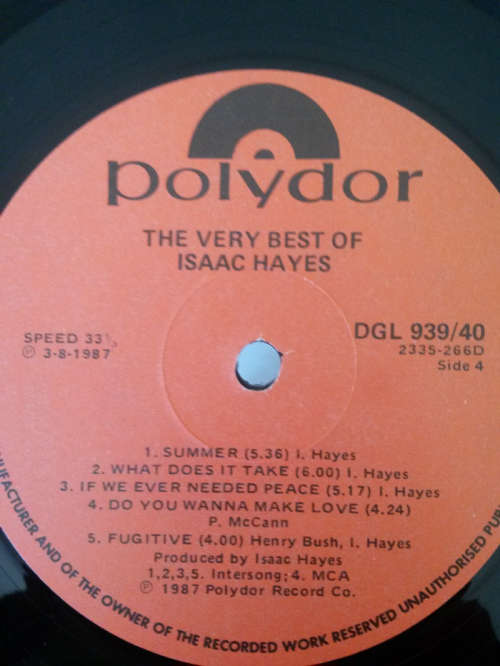 polydor
THE VERY BEST OF
ISAAC HAYES
SPEED 33⅓
℗ 3-8-1987
DGL 939/40
2335-266D
Side 4
1. SUMMER (5.36) I. Hayes
2. WHAT DOES IT TAKE (6.00) I. Hayes
3. IF WE EVER NEEDED PEACE (5.17) I. Hayes
4. DO YOU WANNA MAKE LOVE (4.24)
P. McCann
5. FUGITIVE (4.00) Henry Bush, I. Hayes
Produced by Isaac Hayes
1,2,3,5. Intersong; 4. MCA
℗ 1987 Polydor Record Co.
NUFACTURER AND OF THE OWNER OF THE RECORDED WORK RESERVED UNAUTHORISED PU